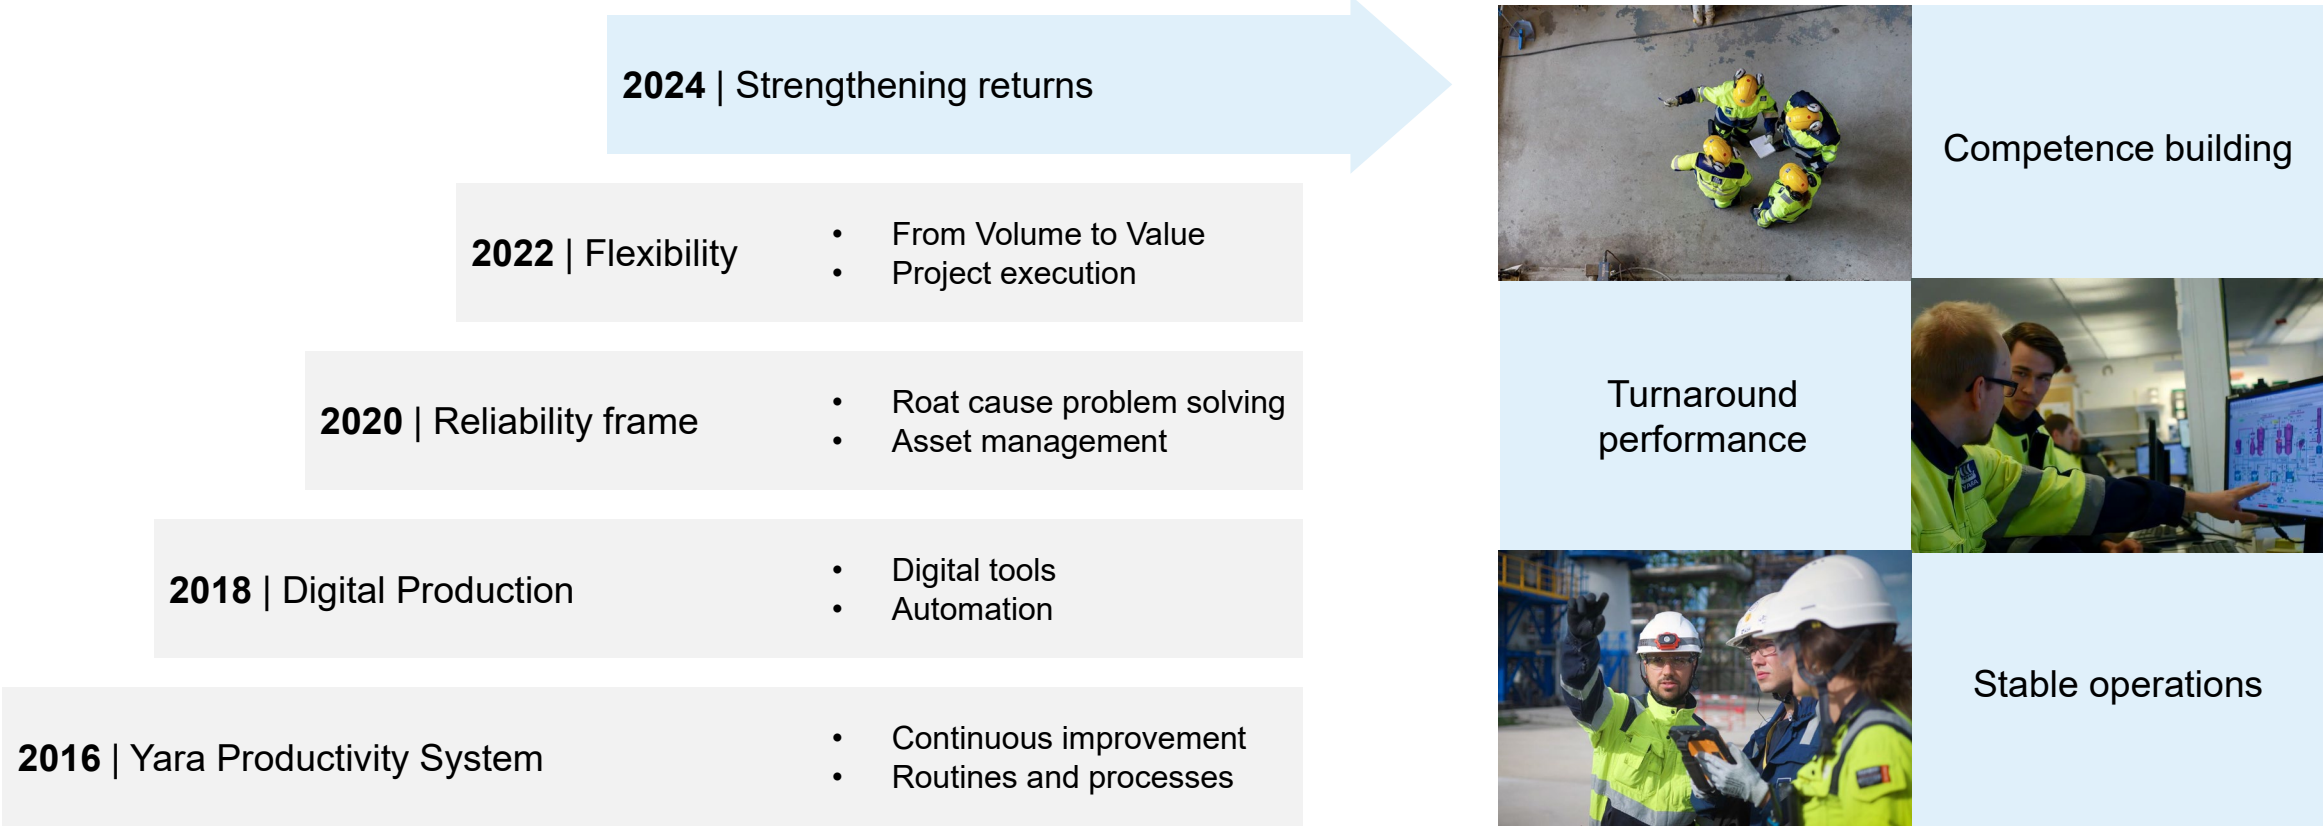 2024 | Strengthening returns
2022 | Flexibility
• From Volume to Value
• Project execution
2020 | Reliability frame
• Roat cause problem solving
• Asset management
2018 | Digital Production
• Digital tools
• Automation
2016 | Yara Productivity System
• Continuous improvement
• Routines and processes
Competence building
Turnaround
performance
YARA
Stable operations